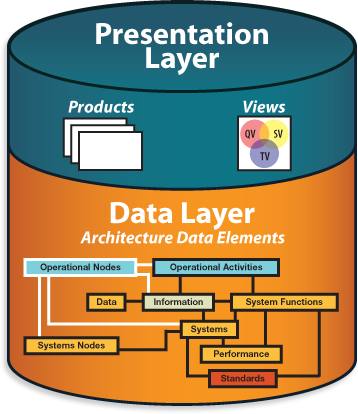 Presentation
Layer
Products
Views
QV
SV
TV
Data Layer
Architecture Data Elements
Operational Nodes
Operational Activities
Data
Information
System Functions
Systems
Systems Nodes
Performance
Standards